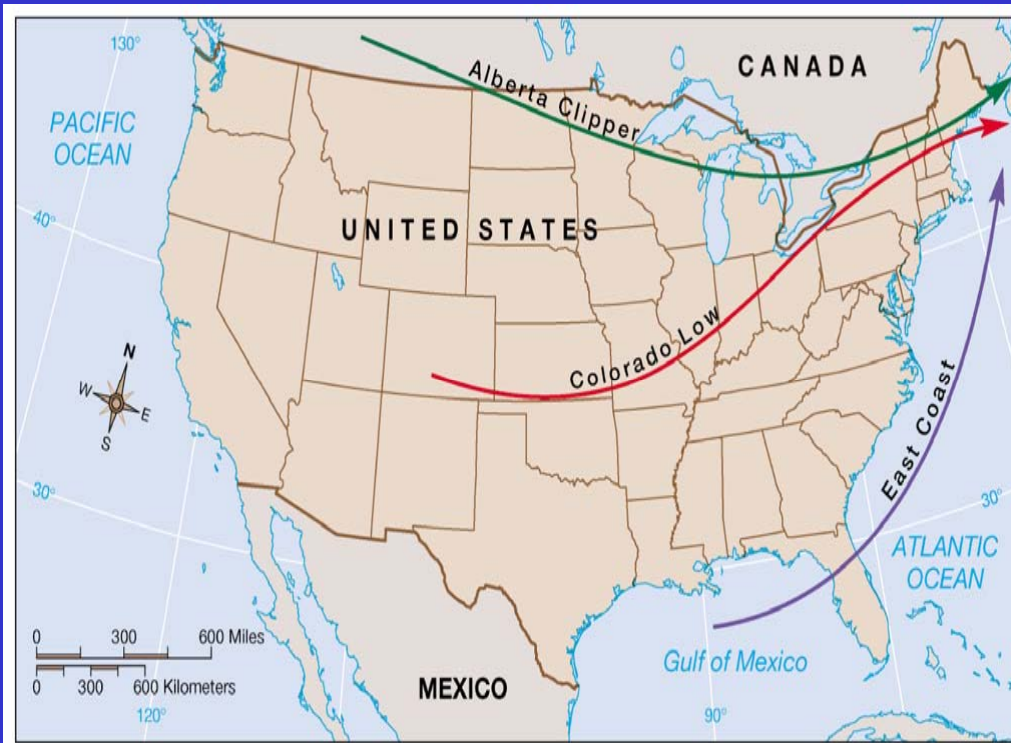 130°
CANADA
Alberta Clipper
PACIFIC
OCEAN
40°
UNITED STATES
Colorado Low
N
W
E
S
East Coast
30°
30°
ATLANTIC
OCEAN
0 300 600 Miles
0 300 600 Kilometers
Gulf of Mexico
MEXICO
120°
90°